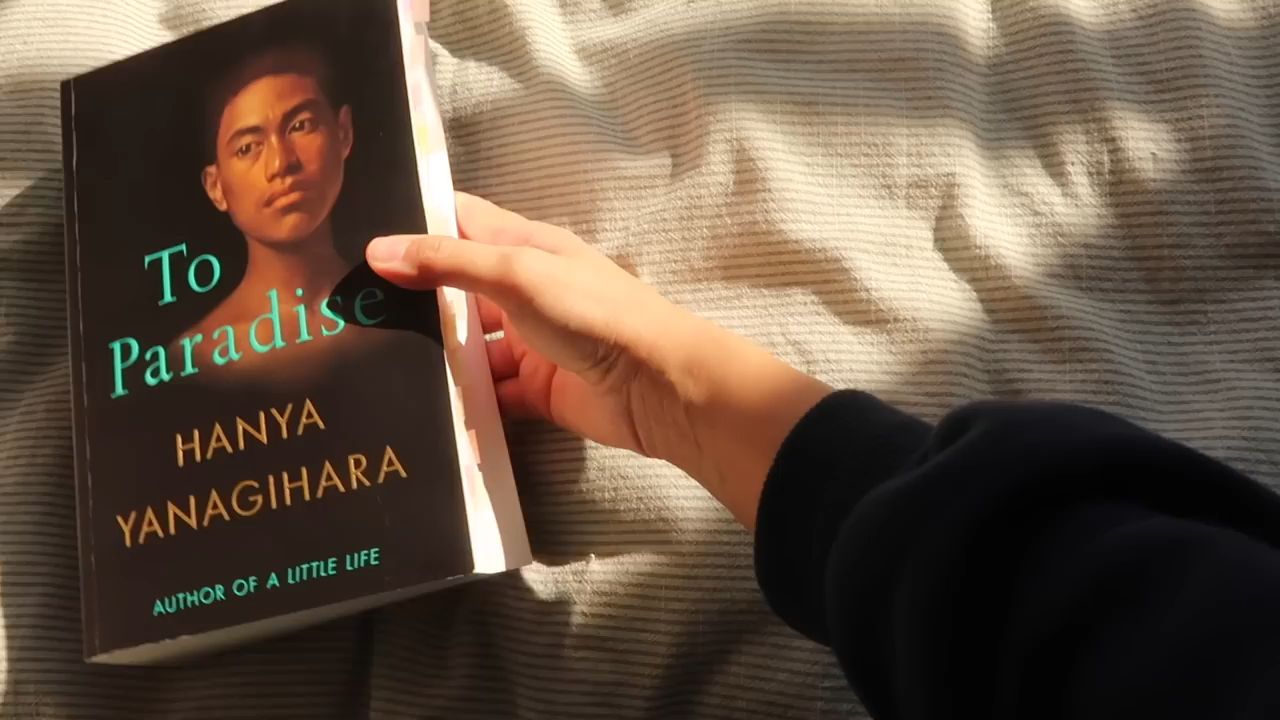 To
Paradise
HANYA
YANAGIHARA
AUTHOR OF A LITTLE LIFE